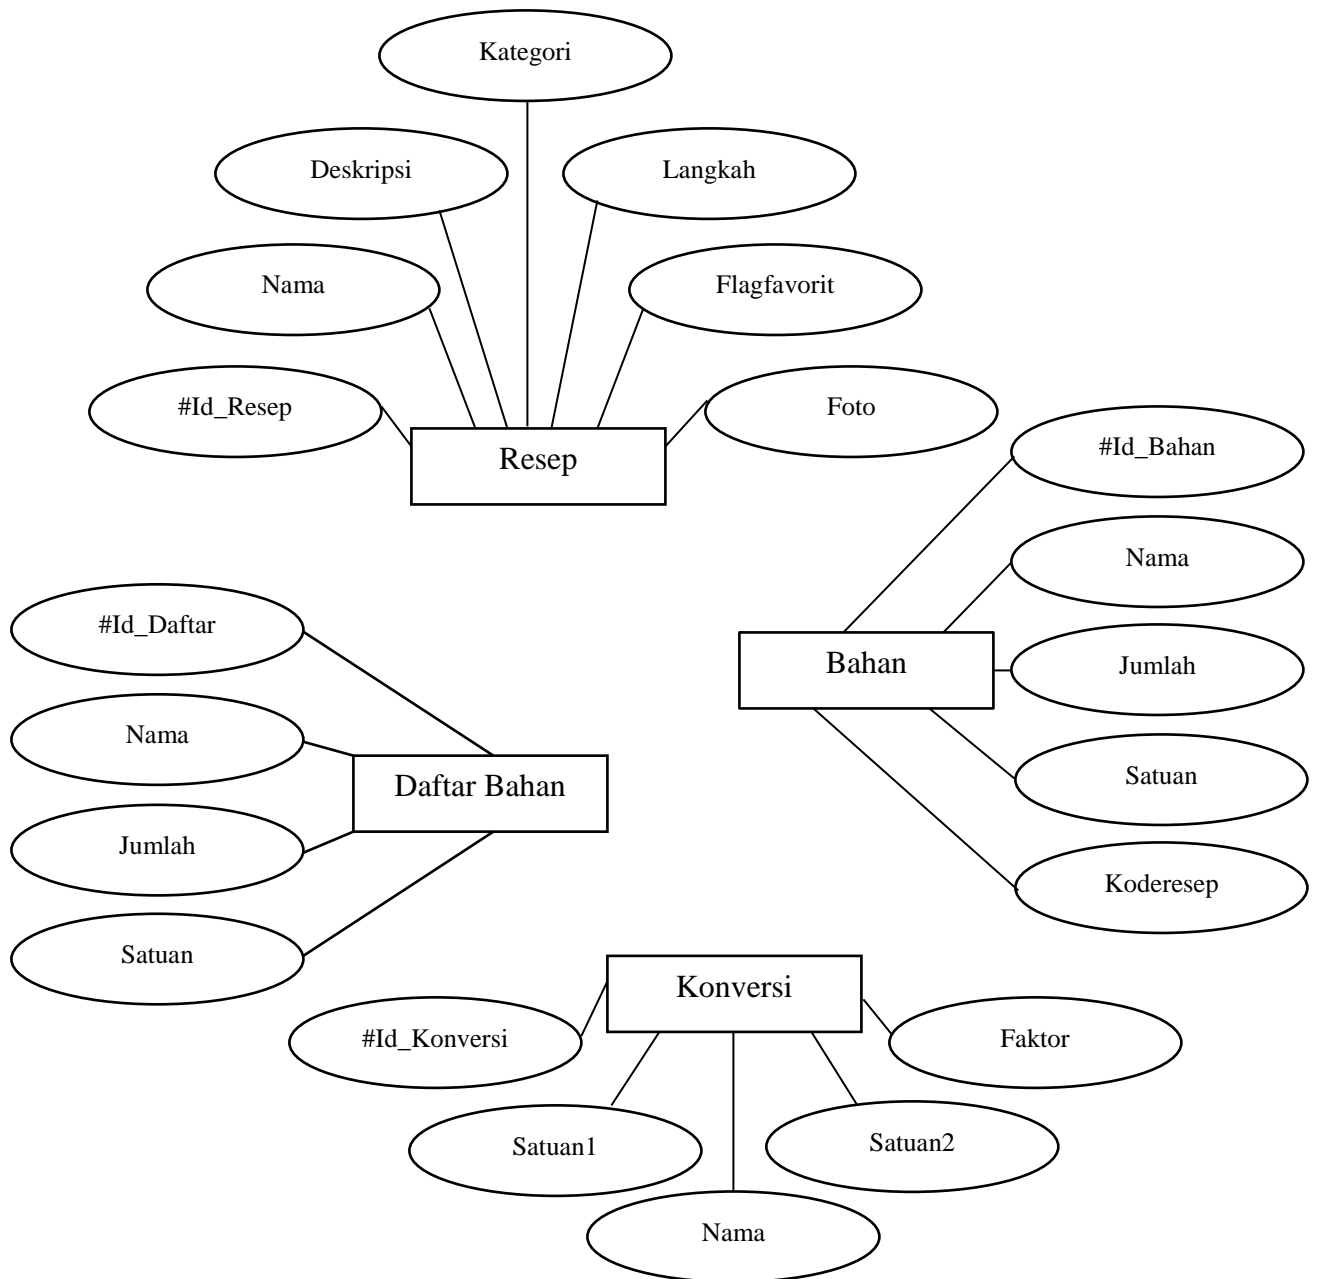 Kategori
Deskripsi
Langkah
Nama
Flagfavorit
#Id_Resep
Foto
Resep
#Id_Bahan
Nama
Bahan
Jumlah
Satuan
Koderesep
#Id_Daftar
Nama
Daftar Bahan
Jumlah
Satuan
Konversi
#Id_Konversi
Faktor
Satuan1
Satuan2
Nama